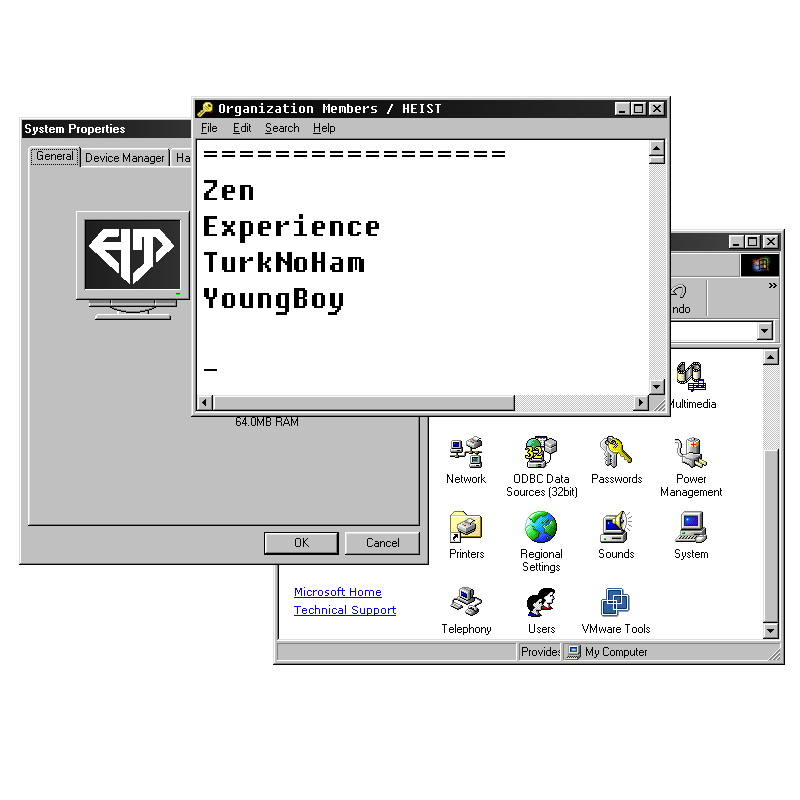 Organization Members / HEIST
File Edit Search Help
=================
Zen
Experience
TurkNoHam
YoungBoy
_
System Properties
General Device Manager Ha
64.0MB RAM
OK Cancel
ndo
»
Multimedia
Network
ODBC Data
Sources (32bit)
Passwords
Power
Management
Printers
Regional
Settings
Sounds
System
Telephony
Users
VMware Tools
Microsoft Home
Technical Support
Provides
My Computer